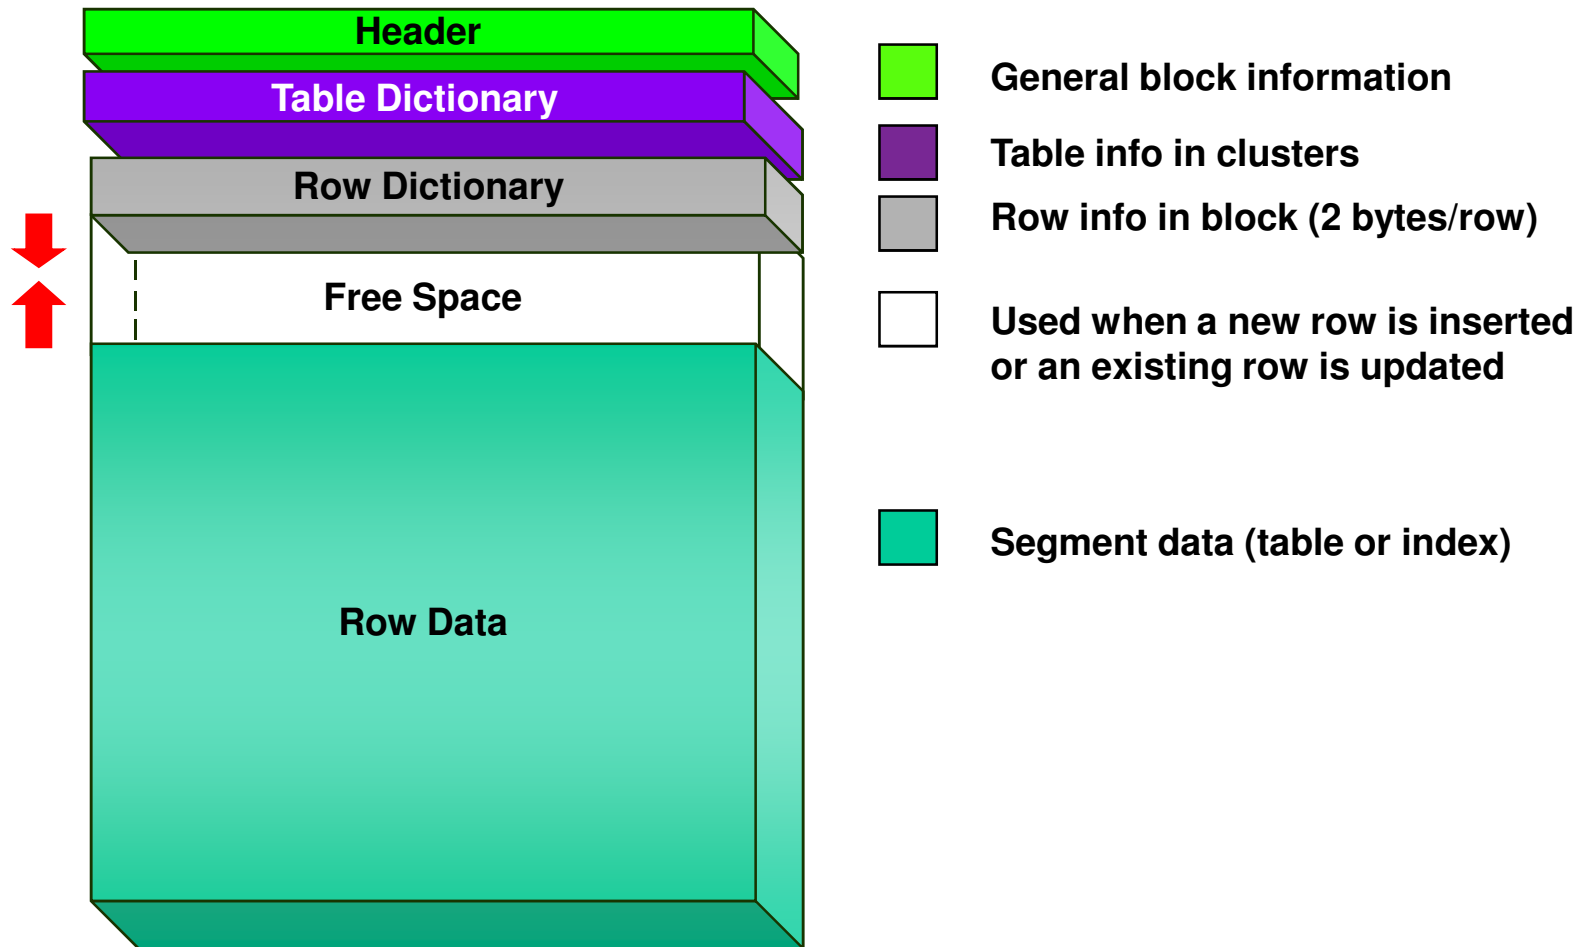 Header
Table Dictionary
Row Dictionary
Free Space
Row Data
General block information
Table info in clusters
Row info in block (2 bytes/row)
Used when a new row is inserted
or an existing row is updated
Segment data (table or index)